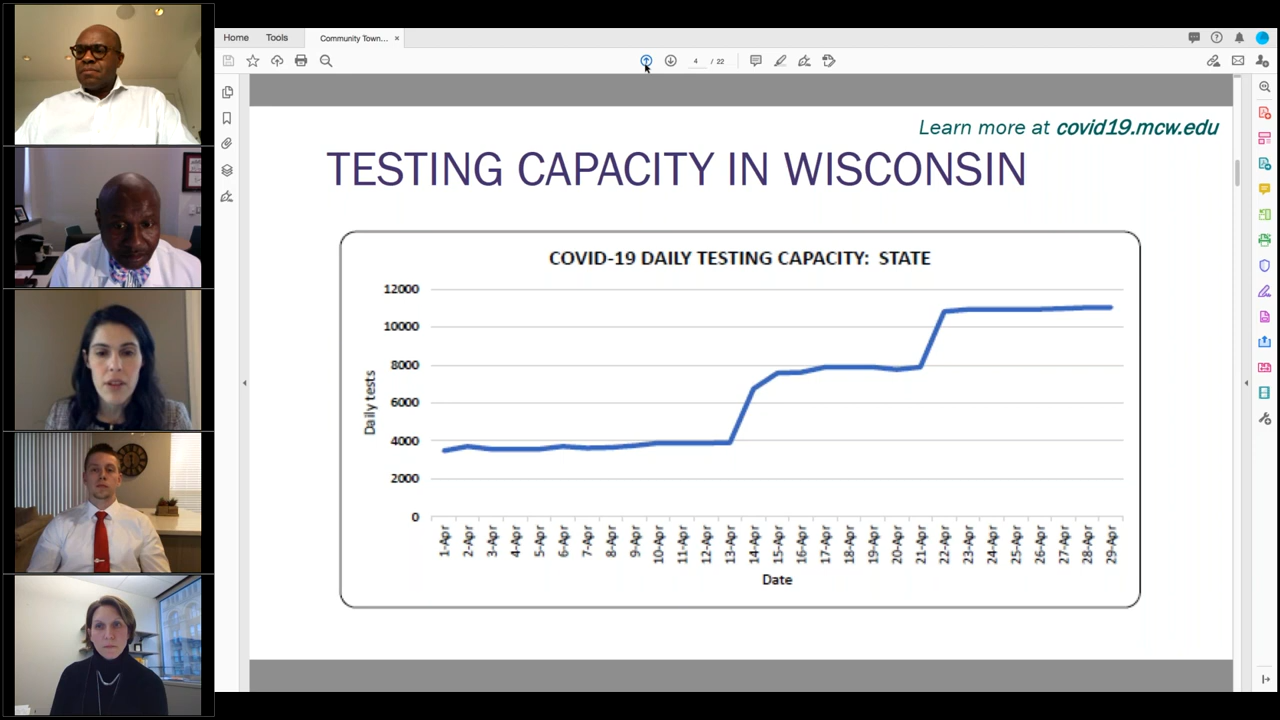 Home Tools Community Town... ×
4 / 22
Learn more at covid19.mcw.edu
TESTING CAPACITY IN WISCONSIN
COVID-19 DAILY TESTING CAPACITY: STATE
12000
10000
8000
6000
4000
2000
0
Daily tests
1-Apr 2-Apr 3-Apr 4-Apr 5-Apr 6-Apr 7-Apr 8-Apr 9-Apr 10-Apr 11-Apr 12-Apr 13-Apr 14-Apr 15-Apr 16-Apr 17-Apr 18-Apr 19-Apr 20-Apr 21-Apr 22-Apr 23-Apr 24-Apr 25-Apr 26-Apr 27-Apr 28-Apr 29-Apr
Date